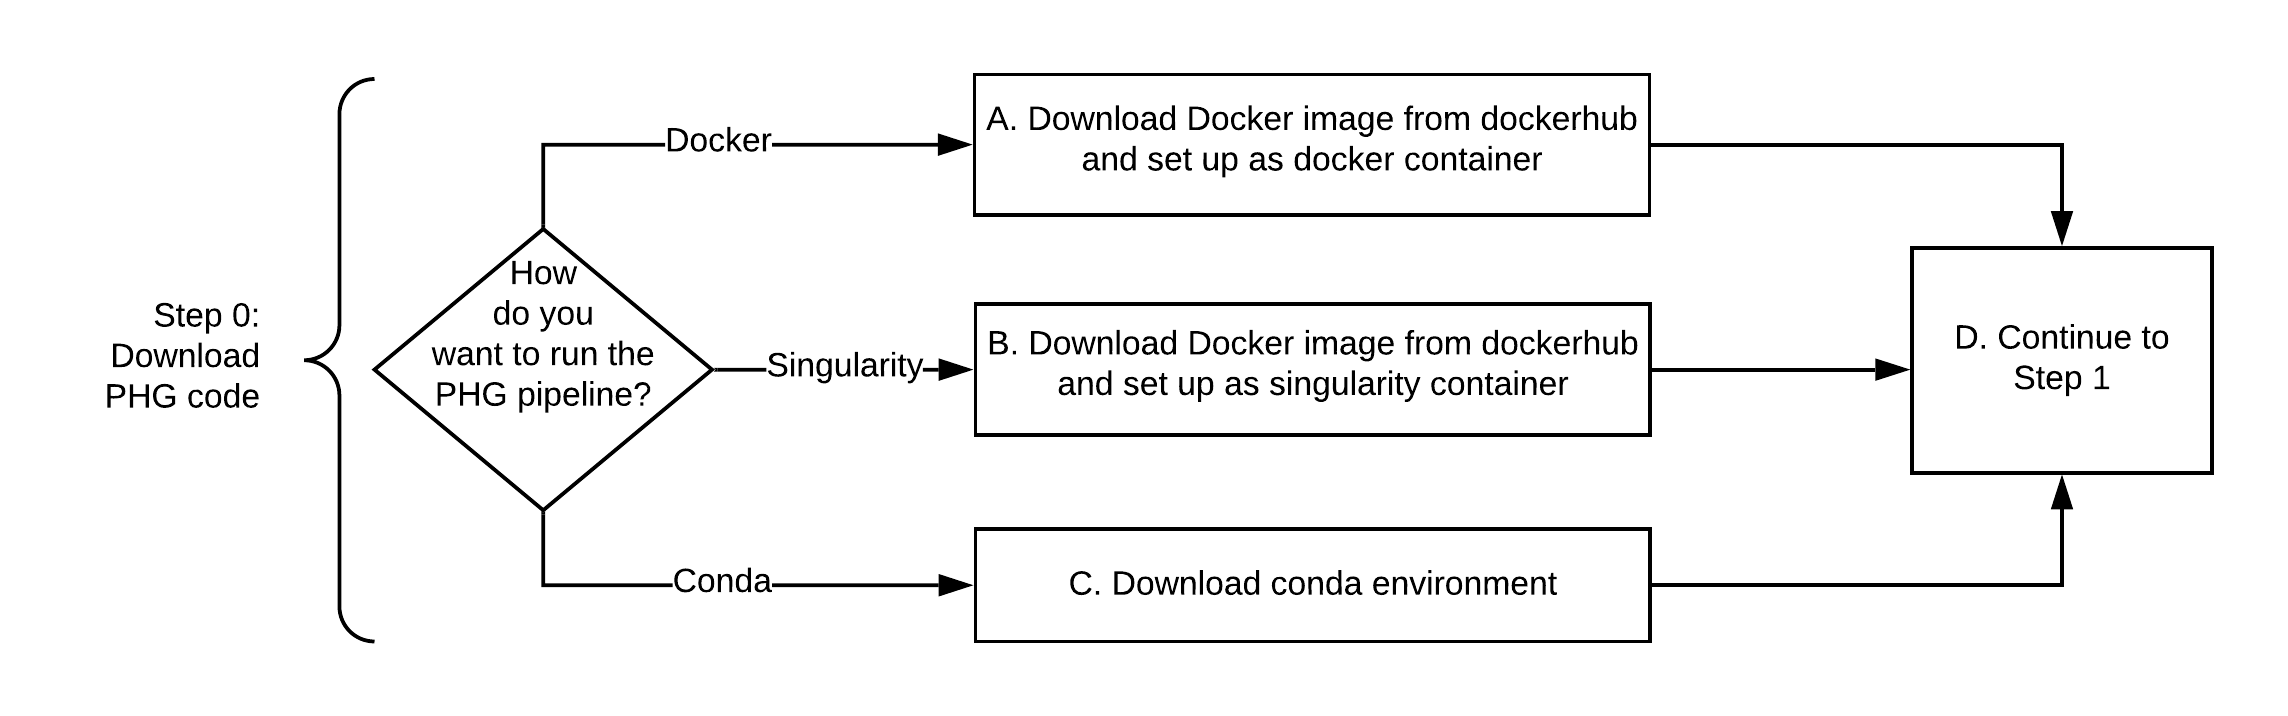 Step 0:
Download
PHG code
How
do you
want to run the
PHG pipeline?
Docker
A. Download Docker image from dockerhub
and set up as docker container
Singularity
B. Download Docker image from dockerhub
and set up as singularity container
Conda
C. Download conda environment
D. Continue to
Step 1